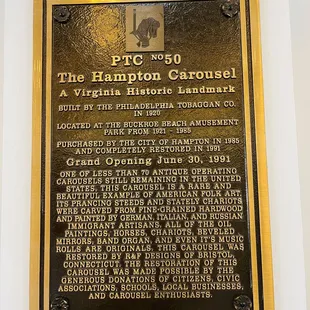 PTC No 50
The Hampton Carousel
A Virginia Historic Landmark
BUILT BY THE PHILADELPHIA TOBAGGAN CO.
IN 1920
LOCATED AT THE BUCKROE BEACH AMUSEMENT
PARK FROM 1921 - 1985
PURCHASED BY THE CITY OF HAMPTON IN 1985
AND COMPLETELY RESTORED IN 1991
Grand Opening June 30, 1991
ONE OF LESS THAN 70 ANTIQUE OPERATING
CAROUSELS STILL REMAINING IN THE UNITED
STATES, THIS CAROUSEL IS A RARE AND
BEAUTIFUL EXAMPLE OF AMERICAN FOLK ART.
ITS PRANCING STEEDS AND STATELY CHARIOTS
WERE CARVED FROM FINE-GRAINED HARDWOOD
AND PAINTED BY GERMAN, ITALIAN, AND RUSSIAN
IMMIGRANT ARTISANS. ALL OF THE OIL
PAINTINGS, HORSES, CHARIOTS, BEVELED
MIRRORS, BAND ORGAN, AND EVEN IT'S MUSIC
ROLLS ARE ORIGINALS. THIS CAROUSEL WAS
RESTORED BY R&F DESIGNS OF BRISTOL,
CONNECTICUT. THE RESTORATION OF THIS
CAROUSEL WAS MADE POSSIBLE BY THE
GENEROUS DONATIONS OF CITIZENS, CIVIC
ASSOCIATIONS, SCHOOLS, LOCAL BUSINESSES,
AND CAROUSEL ENTHUSIASTS.